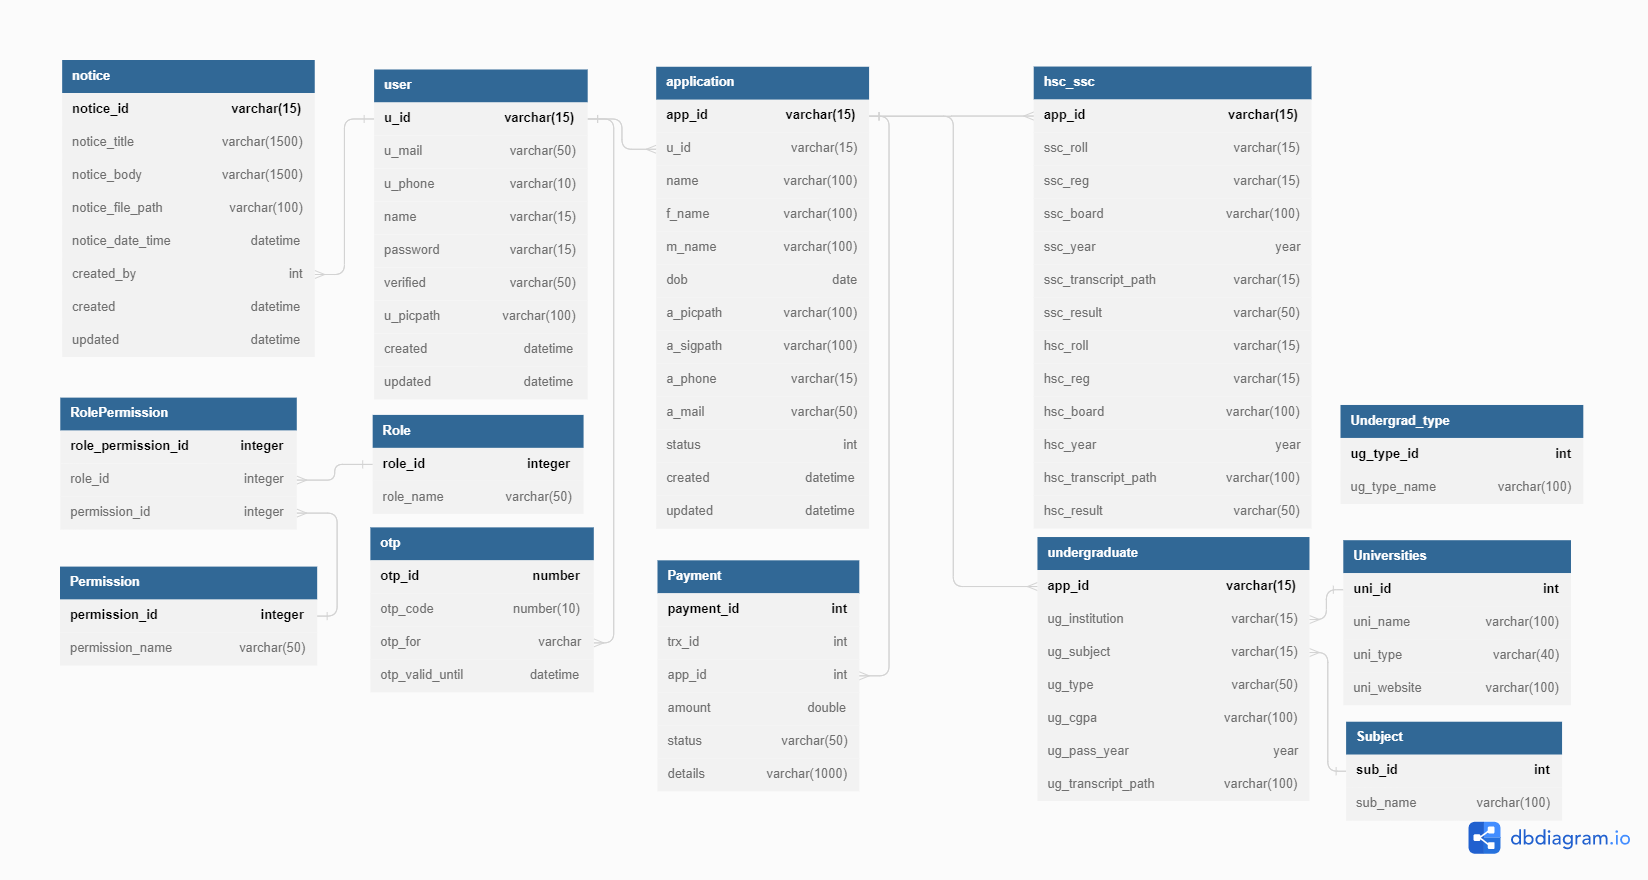 notice
notice_id varchar(15)
notice_title varchar(1500)
notice_body varchar(1500)
notice_file_path varchar(100)
notice_date_time datetime
created_by int
created datetime
updated datetime
user
u_id varchar(15)
u_mail varchar(50)
u_phone varchar(10)
name varchar(15)
password varchar(15)
verified varchar(50)
u_picpath varchar(100)
created datetime
updated datetime
application
app_id varchar(15)
u_id varchar(15)
name varchar(100)
f_name varchar(100)
m_name varchar(100)
dob date
a_picpath varchar(100)
a_sigpath varchar(100)
a_phone varchar(15)
a_mail varchar(50)
status int
created datetime
updated datetime
hsc_ssc
app_id varchar(15)
ssc_roll varchar(15)
ssc_reg varchar(15)
ssc_board varchar(100)
ssc_year year
ssc_transcript_path varchar(15)
ssc_result varchar(50)
hsc_roll varchar(15)
hsc_reg varchar(15)
hsc_board varchar(100)
hsc_year year
hsc_transcript_path varchar(100)
hsc_result varchar(50)
RolePermission
role_permission_id integer
role_id integer
permission_id integer
Role
role_id integer
role_name varchar(50)
Undergrad_type
ug_type_id int
ug_type_name varchar(100)
Permission
permission_id integer
permission_name varchar(50)
otp
otp_id number
otp_code number(10)
otp_for varchar
otp_valid_until datetime
Payment
payment_id int
trx_id int
app_id int
amount double
status varchar(50)
details varchar(1000)
undergraduate
app_id varchar(15)
ug_institution varchar(15)
ug_subject varchar(15)
ug_type varchar(50)
ug_cgpa varchar(100)
ug_pass_year year
ug_transcript_path varchar(100)
Universities
uni_id int
uni_name varchar(100)
uni_type varchar(40)
uni_website varchar(100)
Subject
sub_id int
sub_name varchar(100)
dbdiagram.io